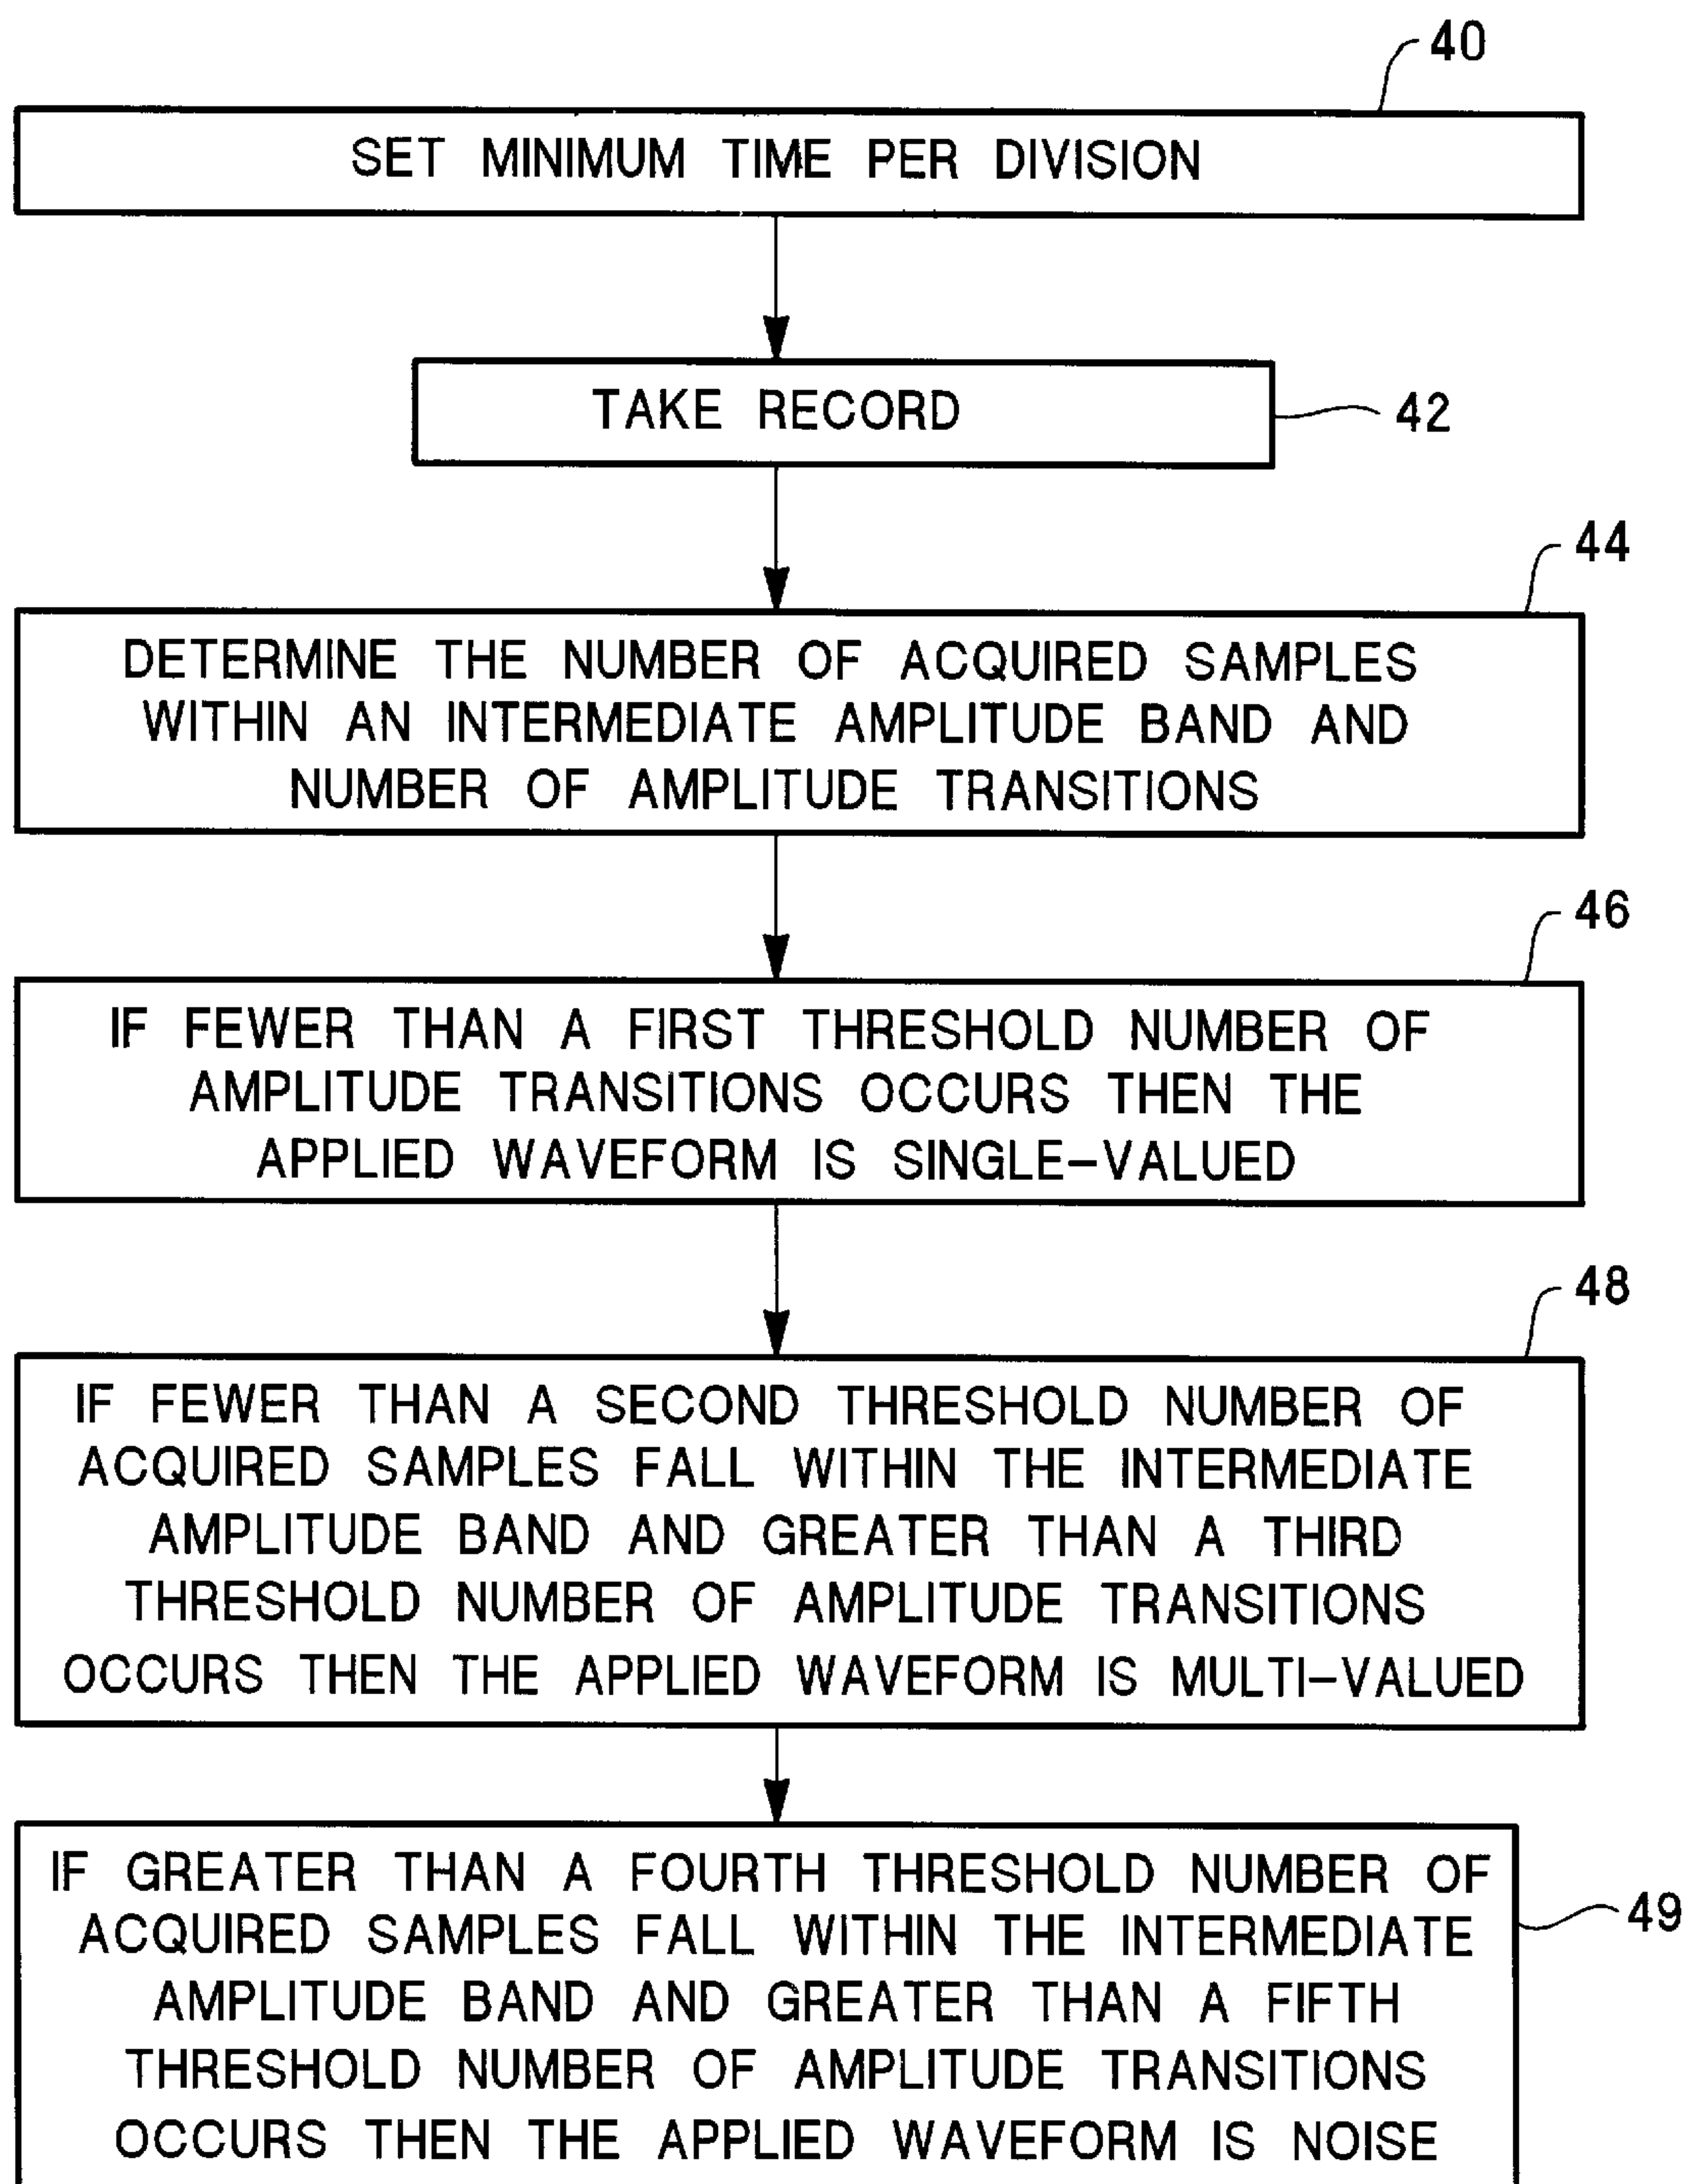 40
SET MINIMUM TIME PER DIVISION
TAKE RECORD
42
44
DETERMINE THE NUMBER OF ACQUIRED SAMPLES
WITHIN AN INTERMEDIATE AMPLITUDE BAND AND
NUMBER OF AMPLITUDE TRANSITIONS
46
IF FEWER THAN A FIRST THRESHOLD NUMBER OF
AMPLITUDE TRANSITIONS OCCURS THEN THE
APPLIED WAVEFORM IS SINGLE-VALUED
48
IF FEWER THAN A SECOND THRESHOLD NUMBER OF
ACQUIRED SAMPLES FALL WITHIN THE INTERMEDIATE
AMPLITUDE BAND AND GREATER THAN A THIRD
THRESHOLD NUMBER OF AMPLITUDE TRANSITIONS
OCCURS THEN THE APPLIED WAVEFORM IS MULTI-VALUED
IF GREATER THAN A FOURTH THRESHOLD NUMBER OF
ACQUIRED SAMPLES FALL WITHIN THE INTERMEDIATE
AMPLITUDE BAND AND GREATER THAN A FIFTH
THRESHOLD NUMBER OF AMPLITUDE TRANSITIONS
OCCURS THEN THE APPLIED WAVEFORM IS NOISE
49